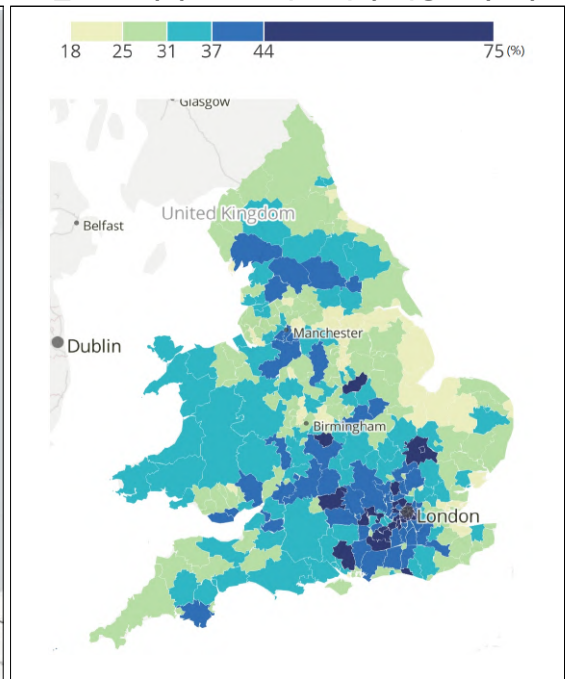 18 25 31 37 44 75 (%)
Glasgow
United Kingdom
Belfast
Dublin
Manchester
Birmingham
London